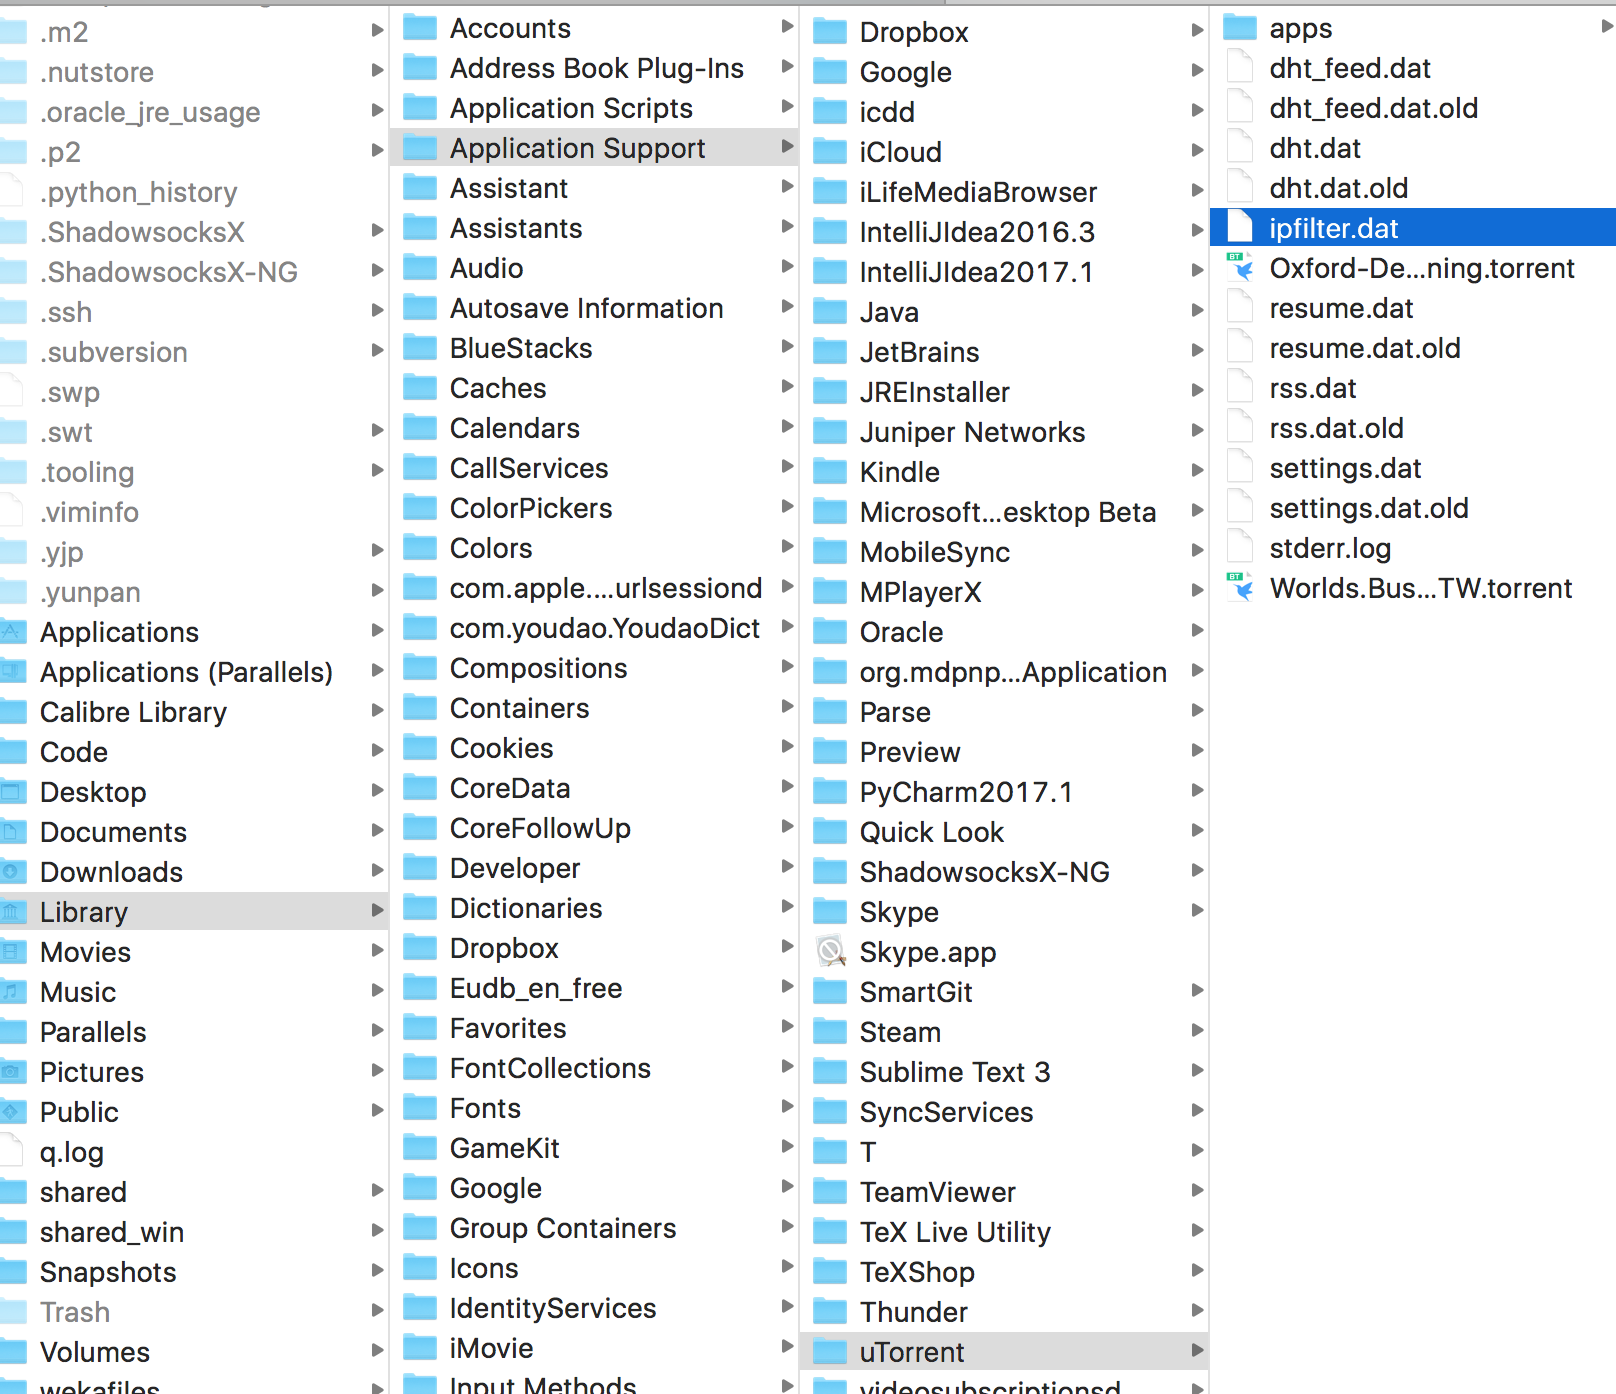 .m2
.nutstore
.oracle_jre_usage
.p2
.python_history
.ShadowsocksX
.ShadowsocksX-NG
.ssh
.subversion
.swp
.swt
.tooling
.viminfo
.yjp
.yunpan
Applications
Applications (Parallels)
Calibre Library
Code
Desktop
Documents
Downloads
Library
Movies
Music
Parallels
Pictures
Public
q.log
shared
shared_win
Snapshots
Trash
Volumes
wekafiles
Accounts
Address Book Plug-Ins
Application Scripts
Application Support
Assistant
Assistants
Audio
Autosave Information
BlueStacks
Caches
Calendars
CallServices
ColorPickers
Colors
com.apple....urlsessiond
com.youdao.YoudaoDict
Compositions
Containers
Cookies
CoreData
CoreFollowUp
Developer
Dictionaries
Dropbox
Eudb_en_free
Favorites
FontCollections
Fonts
GameKit
Google
Group Containers
Icons
IdentityServices
iMovie
Input Methods
Dropbox
Google
icdd
iCloud
iLifeMediaBrowser
IntelliJIdea2016.3
IntelliJIdea2017.1
Java
JetBrains
JREInstaller
Juniper Networks
Kindle
Microsoft...esktop Beta
MobileSync
MPlayerX
Oracle
org.mdpnp...Application
Parse
Preview
PyCharm2017.1
Quick Look
ShadowsocksX-NG
Skype
Skype.app
SmartGit
Steam
Sublime Text 3
SyncServices
T
TeamViewer
TeX Live Utility
TeXShop
Thunder
uTorrent
videosubscriptionsd
apps
dht_feed.dat
dht_feed.dat.old
dht.dat
dht.dat.old
ipfilter.dat
BT Oxford-De...ning.torrent
resume.dat
resume.dat.old
rss.dat
rss.dat.old
settings.dat
settings.dat.old
stderr.log
BT Worlds.Bus...TW.torrent